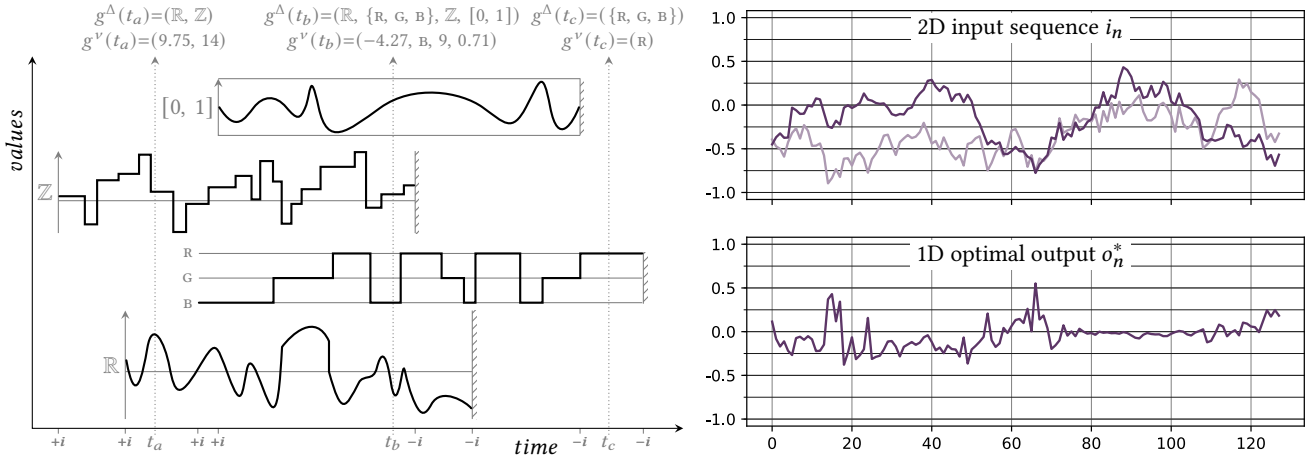 g^Δ(t_a)=(ℝ, ℤ)
g^ν(t_a)=(9.75, 14)
g^Δ(t_b)=(ℝ, {R, G, B}, ℤ, [0, 1])
g^ν(t_b)=(−4.27, B, 9, 0.71)
g^Δ(t_c)=({R, G, B})
g^ν(t_c)=(R)
values
[0, 1]
ℤ
R
G
B
ℝ
+i +i t_a +i +i t_b −i −i −i t_c −i
time
2D input sequence i_n
1.0
0.5
0.0
-0.5
-1.0
1D optimal output o_n^*
1.0
0.5
0.0
-0.5
-1.0
0 20 40 60 80 100 120